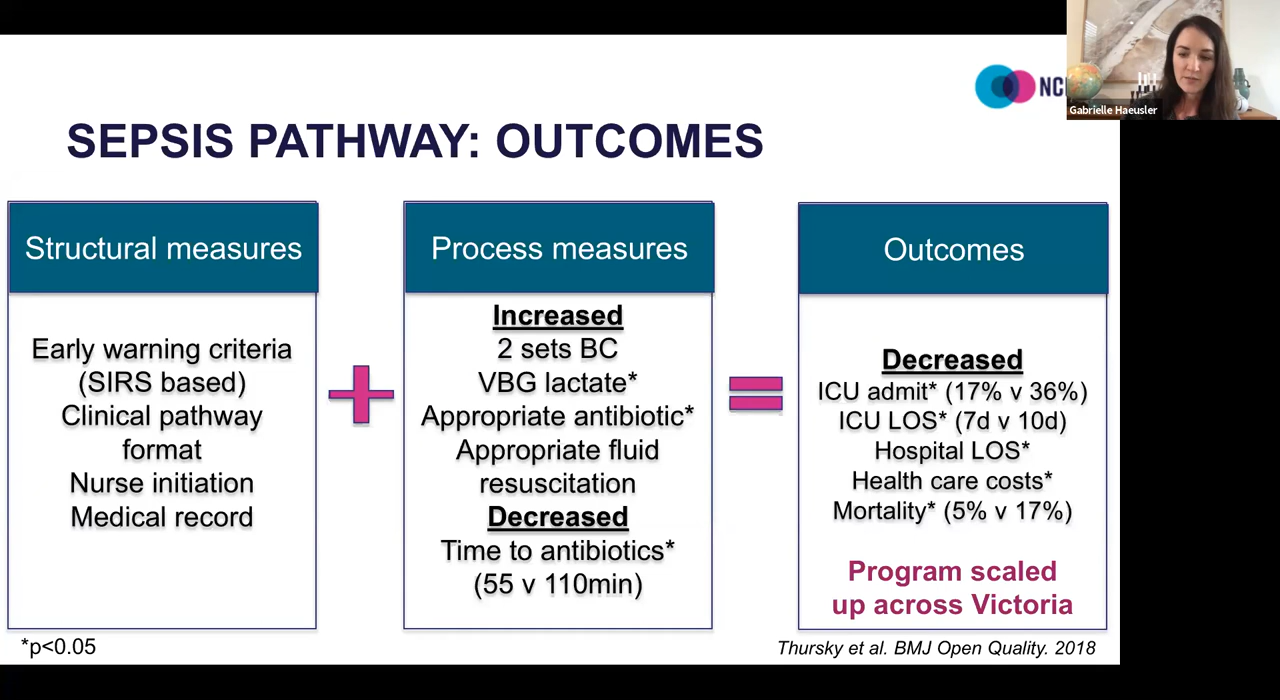 NCI
Gabrielle Haeusler
SEPSIS PATHWAY: OUTCOMES
Structural measures
Early warning criteria
(SIRS based)
Clinical pathway
format
Nurse initiation
Medical record
Process measures
Increased
2 sets BC
VBG lactate*
Appropriate antibiotic*
Appropriate fluid
resuscitation
Decreased
Time to antibiotics*
(55 v 110min)
Outcomes
Decreased
ICU admit* (17% v 36%)
ICU LOS* (7d v 10d)
Hospital LOS*
Health care costs*
Mortality* (5% v 17%)
Program scaled
up across Victoria
*p<0.05
Thursky et al. BMJ Open Quality. 2018